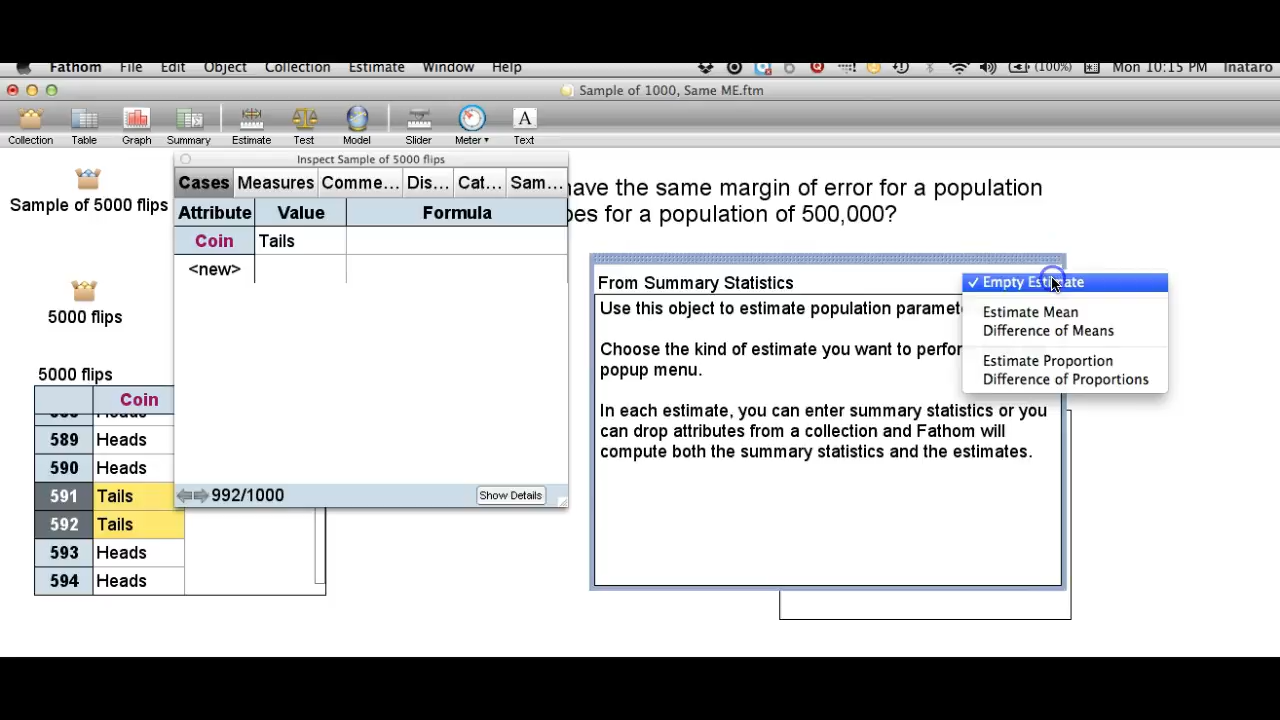 Fathom File Edit Object Collection Estimate Window Help (100%) Mon 10:15 PM lnataro
Sample of 1000, Same ME.ftm
Collection Table Graph Summary Estimate Test Model Slider Meter Text
Inspect Sample of 5000 flips
Cases Measures Comme... Dis... Cat... Sam...
Attribute Value Formula
Coin Tails
<new>
992/1000 Show Details
Sample of 5000 flips
5000 flips
5000 flips
Coin
589 Heads
590 Heads
591 Tails
592 Tails
593 Heads
594 Heads
have the same margin of error for a population
for a population of 500,000?
From Summary Statistics
Use this object to estimate population
Choose the kind of estimate you want to
popup menu.
In each estimate, you can enter summary statistics or you
can drop attributes from a collection and Fathom will
compute both the summary statistics and the estimates.
✓ Empty Estimate
Estimate Mean
Difference of Means
Estimate Proportion
Difference of Proportions